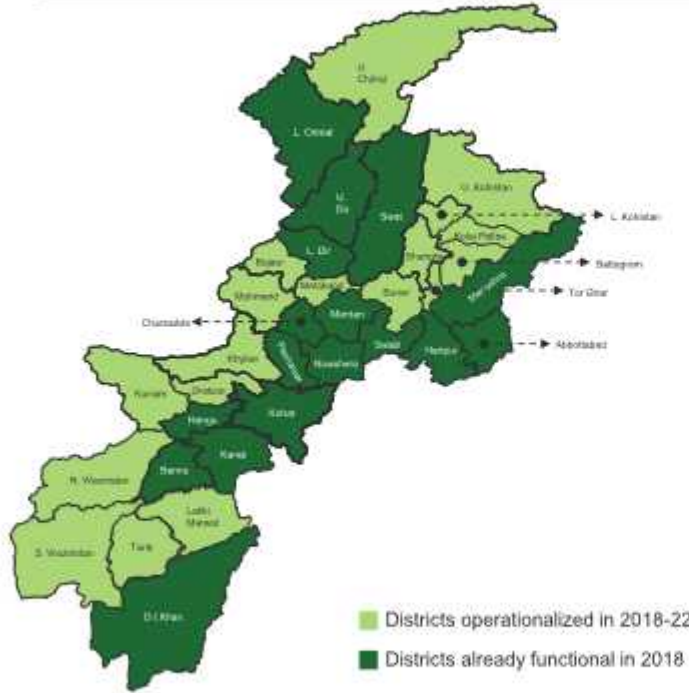 U.
Chitral
L. Chitral
U. Kohistan
U.
Dir
Swat
L. Kohistan
Kolai Pallas
L. Dir
Shangla
Battagram
Bajaur
Mansehra
Tor Ghar
Mohmand
Malakand
Buner
Mardan
Charsadda
Abbottabad
Swabi
Haripur
Khyber
Peshawar
Nowshera
Kurram
Orakzai
Hangu
Kohat
Karak
N. Waziristan
Bannu
Lakki
Marwat
S. Waziristan
Tank
D.I.Khan
Districts operationalized in 2018-22
Districts already functional in 2018